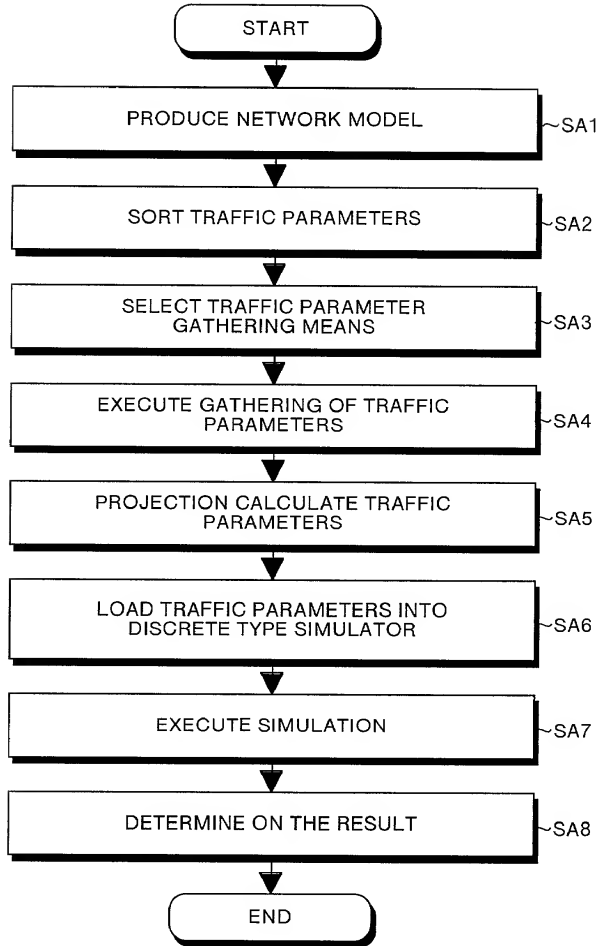 START
PRODUCE NETWORK MODEL
SA1
SORT TRAFFIC PARAMETERS
SA2
SELECT TRAFFIC PARAMETER
GATHERING MEANS
SA3
EXECUTE GATHERING OF TRAFFIC
PARAMETERS
SA4
PROJECTION CALCULATE TRAFFIC
PARAMETERS
SA5
LOAD TRAFFIC PARAMETERS INTO
DISCRETE TYPE SIMULATOR
SA6
EXECUTE SIMULATION
SA7
DETERMINE ON THE RESULT
SA8
END